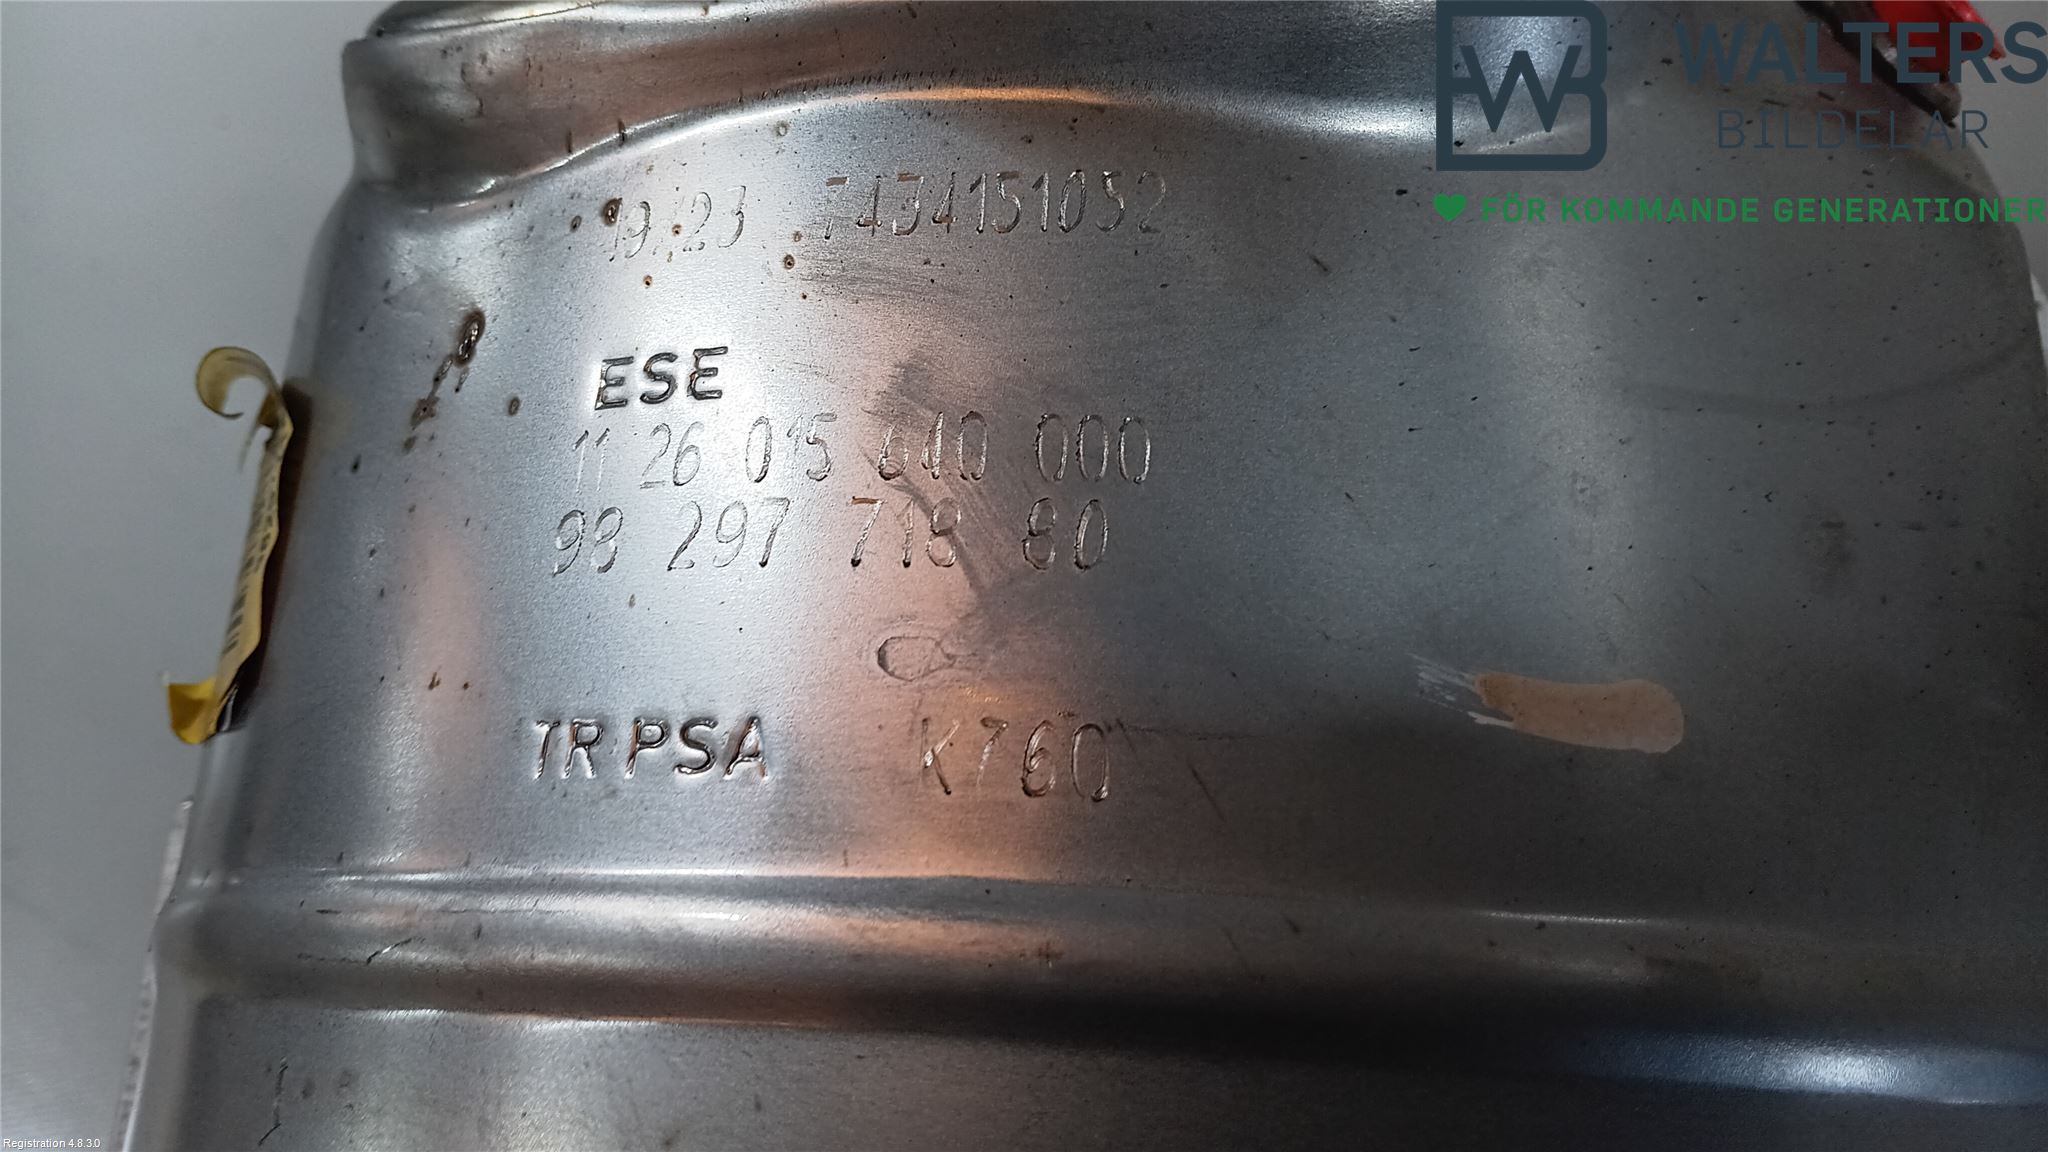 WALTERS
BILDELAR
FÖR KOMMANDE GENERATIONER
19/23 7434151052
ESE
11 26 015 610 000
98 297 718 80
TR PSA K760
Registration 4.8.3.0